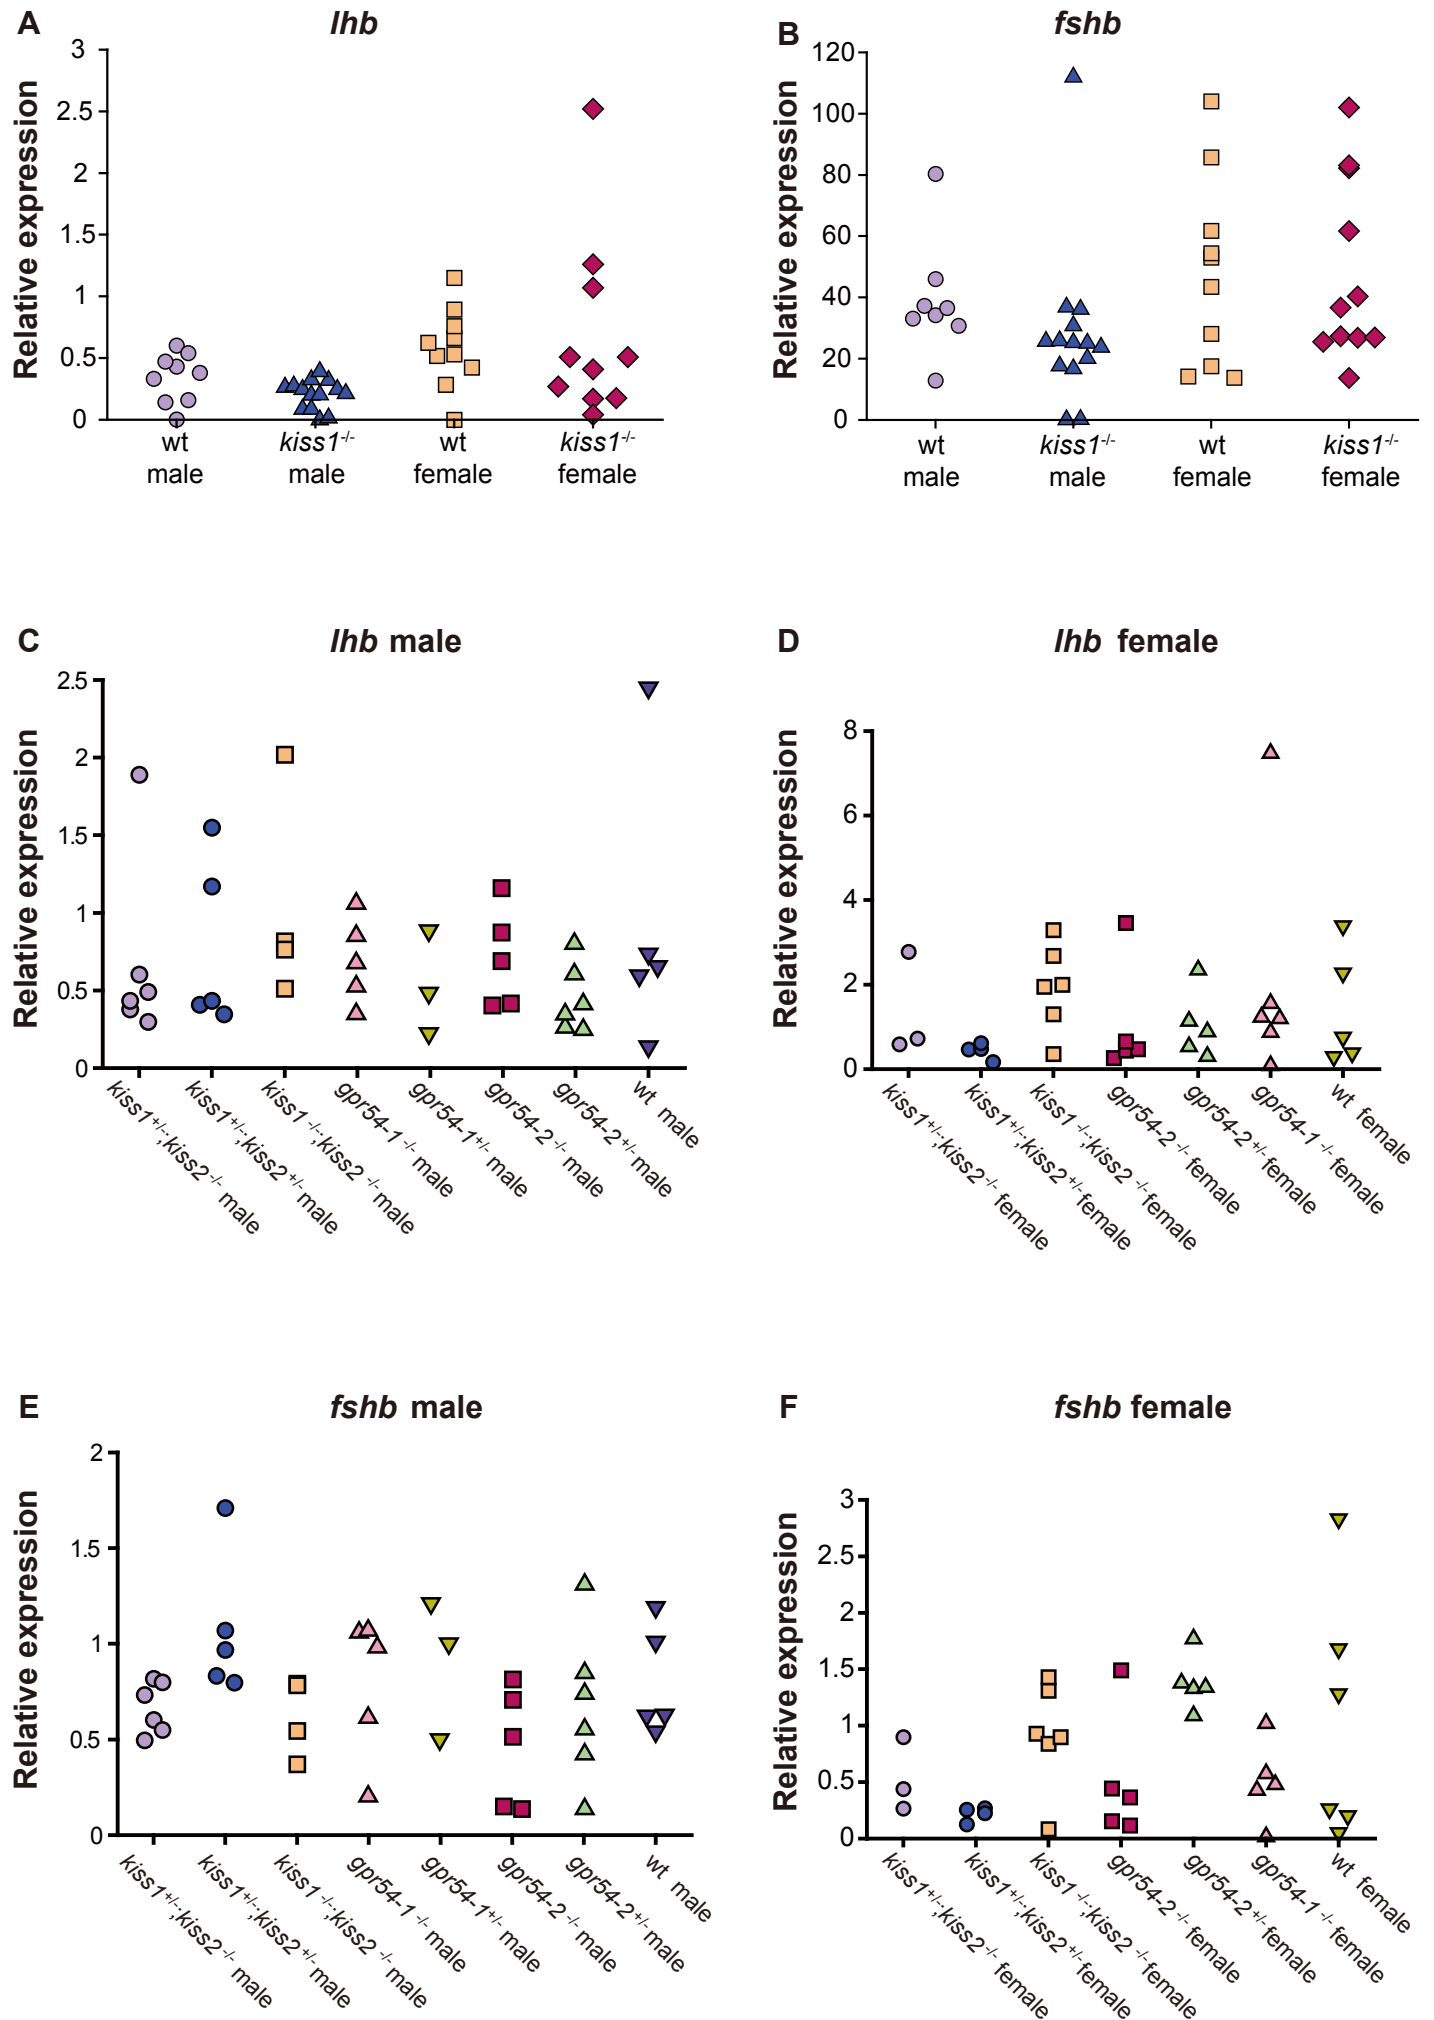 A
lhb
Relative expression
3
2.5
2
1.5
1
0.5
0
wt
male
kiss1-/-
male
wt
female
kiss1-/-
female
B
fshb
Relative expression
120
100
80
60
40
20
0
wt
male
kiss1-/-
male
wt
female
kiss1-/-
female
C
lhb male
Relative expression
2.5
2
1.5
1
0.5
0
kiss1+/-;kiss2-/- male
kiss1+/-;kiss2+/- male
kiss1-/-;kiss2-/- male
gpr54-1-/- male
gpr54-1+/- male
gpr54-2-/- male
gpr54-2+/- male
wt male
D
lhb female
Relative expression
8
6
4
2
0
kiss1+/-;kiss2-/- female
kiss1+/-;kiss2+/- female
kiss1-/-;kiss2-/- female
gpr54-2-/- female
gpr54-2+/- female
gpr54-1-/- female
wt female
E
fshb male
Relative expression
2
1.5
1
0.5
0
kiss1+/-;kiss2-/- male
kiss1+/-;kiss2+/- male
kiss1-/-;kiss2-/- male
gpr54-1-/- male
gpr54-1+/- male
gpr54-2-/- male
gpr54-2+/- male
wt male
F
fshb female
Relative expression
3
2.5
2
1.5
1
0.5
0
kiss1+/-;kiss2-/- female
kiss1+/-;kiss2+/- female
kiss1-/-;kiss2-/- female
gpr54-2-/- female
gpr54-2+/- female
gpr54-1-/- female
wt female